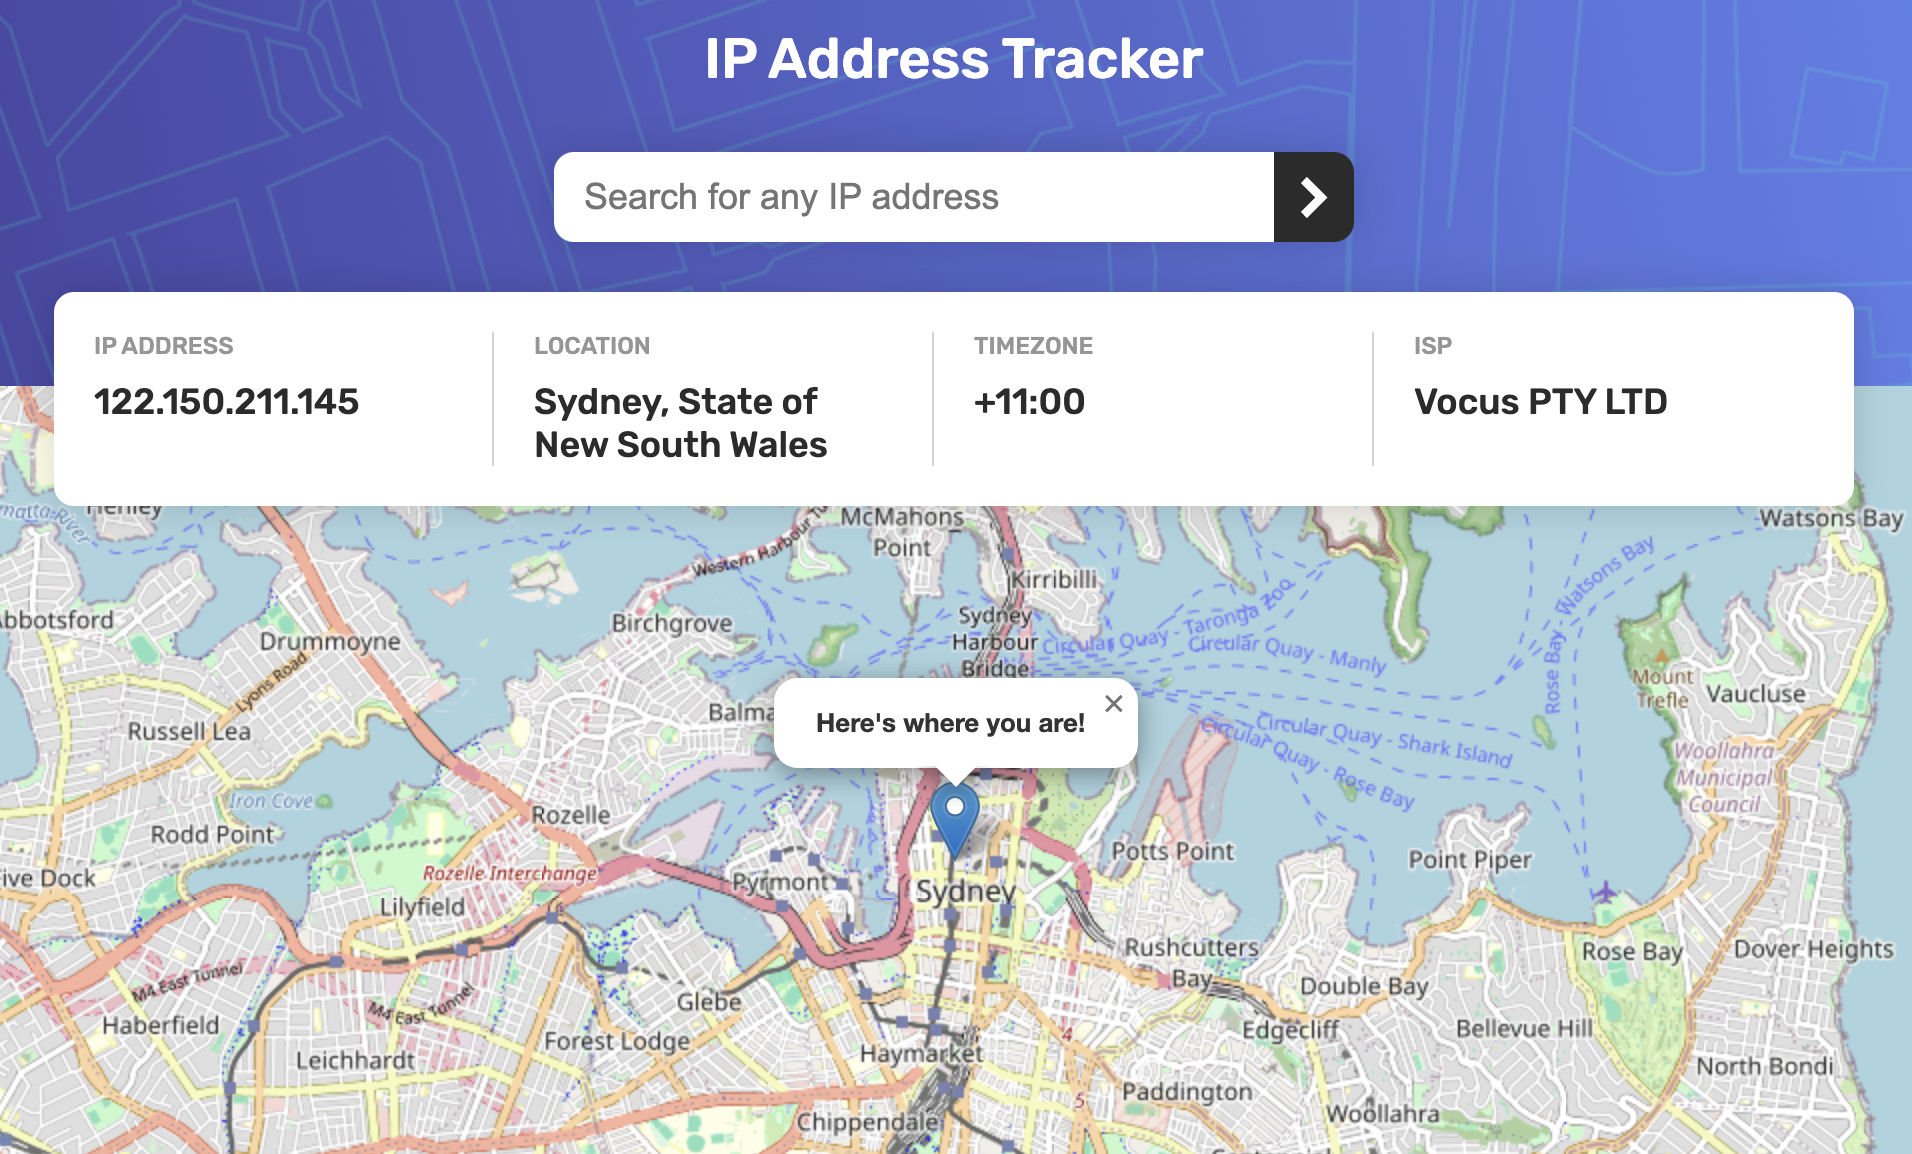 IP Address Tracker
Search for any IP address
IP ADDRESS
122.150.211.145
LOCATION
Sydney, State of
New South Wales
TIMEZONE
+11:00
ISP
Vocus PTY LTD
Henley
McMahons
Point
Watsons Bay
Western Harbour
Kirribilli
Abbotsford
Drummoyne
Birchgrove
Sydney
Harbour
Bridge
Circular Quay - Taronga Zoo
Circular Quay - Manly
Rose Bay - Watsons Bay
Lyons Road
Mount
Trefle
Vaucluse
Russell Lea
Balma
Here's where you are!
Circular Quay - Shark Island
Circular Quay - Rose Bay
Woollahra
Municipal
Council
Iron Cove
Rodd Point
Rozelle
Potts Point
Point Piper
ive Dock
Rozelle Interchange
Pyrmont
Sydney
Lilyfield
Rushcutters
Bay
Rose Bay
Dover Heights
M4 East Tunnel
M4 East Tunnel
Glebe
Double Bay
Haberfield
Forest Lodge
Edgecliff
Bellevue Hill
4
Leichhardt
Haymarket
North Bondi
Paddington
5
Woollahra
Chippendale